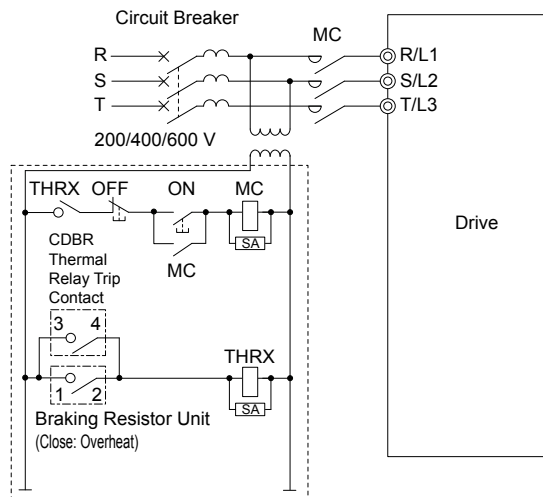 Circuit Breaker
MC
R
R/L1
S
S/L2
T
T/L3
200/400/600 V
THRX
OFF
ON
MC
SA
MC
Drive
CDBR
Thermal
Relay Trip
Contact
3
4
THRX
1
2
SA
Braking Resistor Unit
(Close: Overheat)